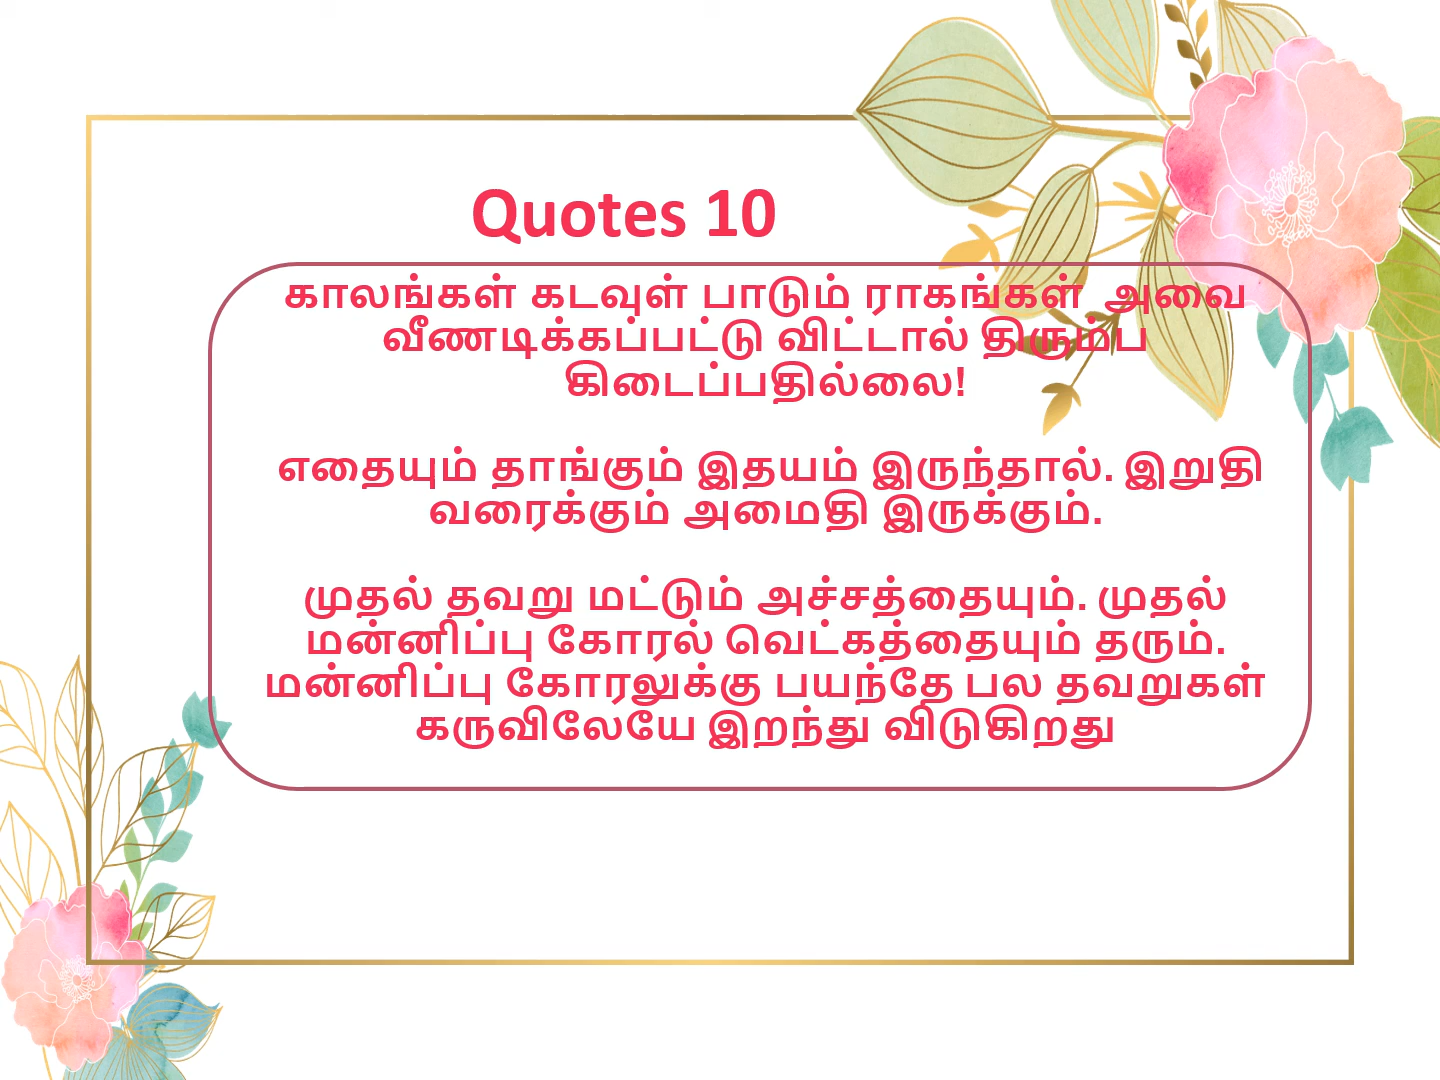 Quotes 10
காலங்கள் கடவுள் பாடும் ராகங்கள் அவை
வீணடிக்கப்பட்டு விட்டால் திரும்ப
கிடைப்பதில்லை!
எதையும் தாங்கும் இதயம் இருந்தால். இறுதி
வரைக்கும் அமைதி இருக்கும்.
முதல் தவறு மட்டும் அச்சத்தையும். முதல்
மன்னிப்பு கோரல் வெட்கத்தையும் தரும்.
மன்னிப்பு கோரலுக்கு பயந்தே பல தவறுகள்
கருவிலேயே இறந்து விடுகிறது